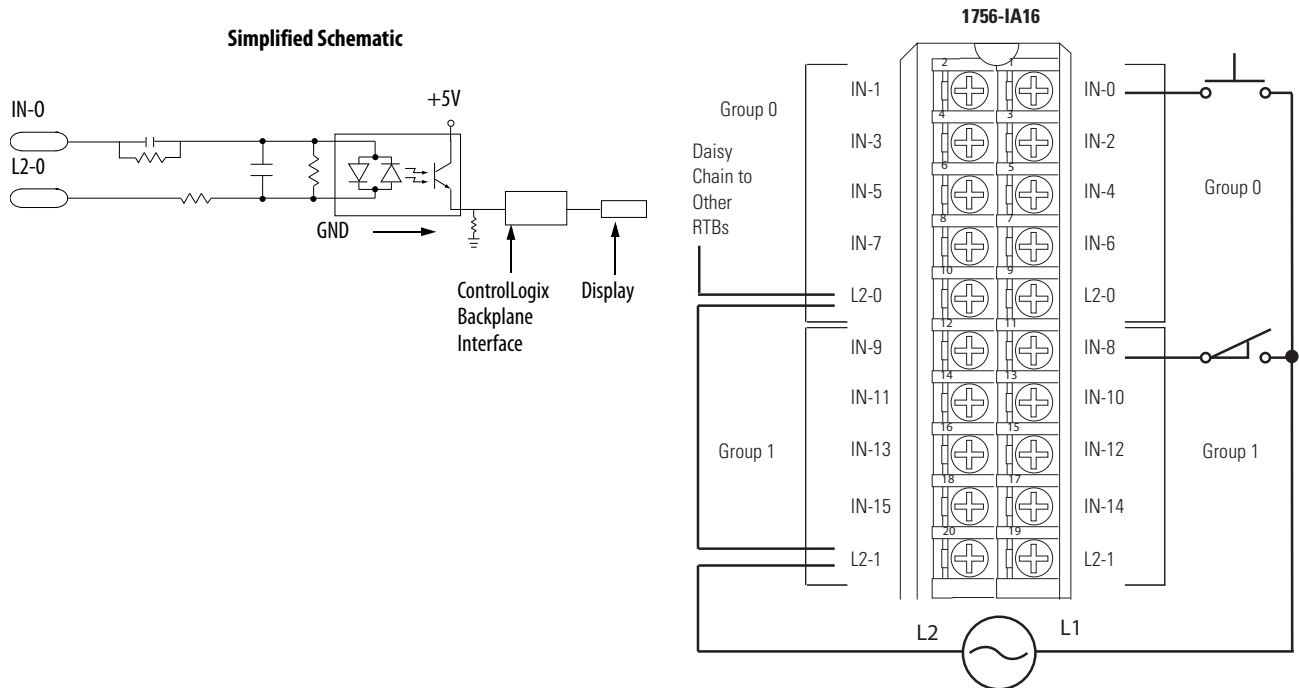 Simplified Schematic
IN-0
L2-0
+5V
GND
ControlLogix
Backplane
Interface
Display
1756-IA16
Group 0
Daisy
Chain to
Other
RTBs
Group 1
IN-1
2
1
IN-0
IN-3
4
3
IN-2
IN-5
6
5
IN-4
IN-7
8
7
IN-6
L2-0
10
9
L2-0
IN-9
12
11
IN-8
IN-11
14
13
IN-10
IN-13
16
15
IN-12
IN-15
18
17
IN-14
L2-1
20
19
L2-1
Group 0
Group 1
L2
L1